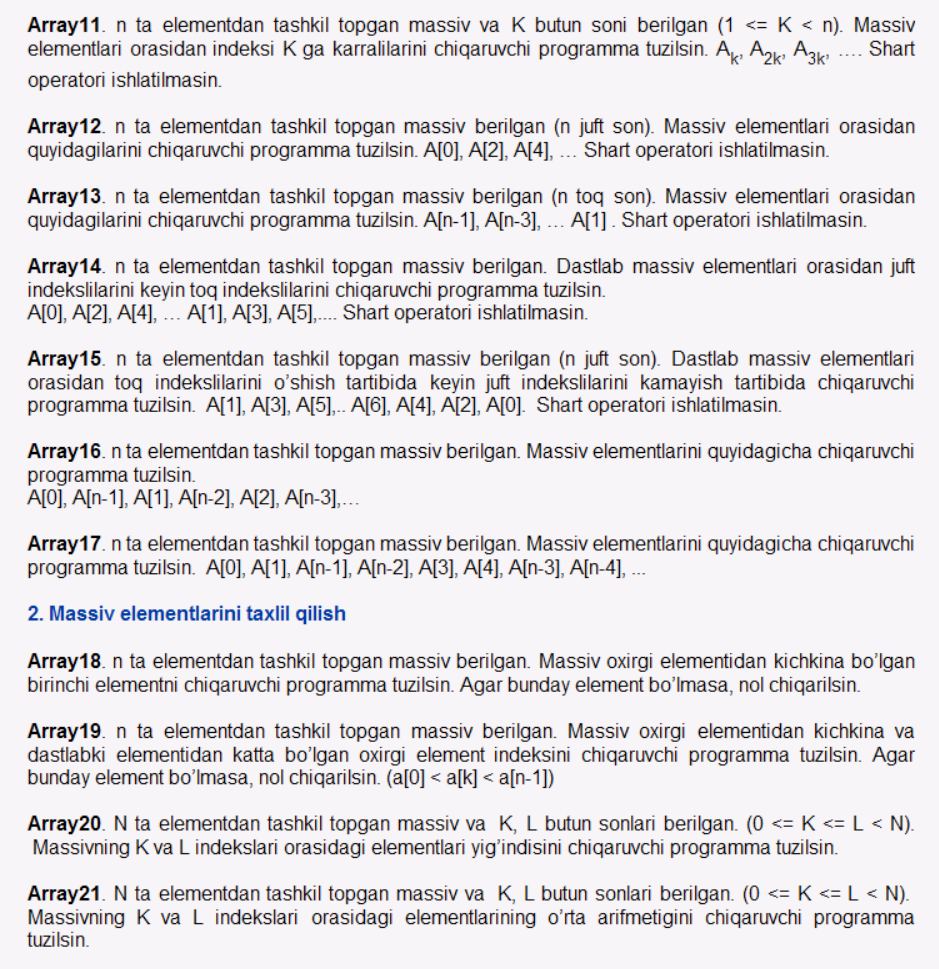 Array11. n ta elementdan tashkil topgan massiv va K butun soni berilgan (1 <= K < n). Massiv
elementlari orasidan indeksi K ga karralilarini chiqaruvchi programma tuzilsin. Ak, A2k, A3k, .... Shart
operatori ishlatilmasin.
Array12. n ta elementdan tashkil topgan massiv berilgan (n juft son). Massiv elementlari orasidan
quyidagilarini chiqaruvchi programma tuzilsin. A[0], A[2], A[4], ... Shart operatori ishlatilmasin.
Array13. n ta elementdan tashkil topgan massiv berilgan (n toq son). Massiv elementlari orasidan
quyidagilarini chiqaruvchi programma tuzilsin. A[n-1], A[n-3], ... A[1] . Shart operatori ishlatilmasin.
Array14. n ta elementdan tashkil topgan massiv berilgan. Dastlab massiv elementlari orasidan juft
indekslilarini keyin toq indekslilarini chiqaruvchi programma tuzilsin.
A[0], A[2], A[4], ... A[1], A[3], A[5],.... Shart operatori ishlatilmasin.
Array15. n ta elementdan tashkil topgan massiv berilgan (n juft son). Dastlab massiv elementlari
orasidan toq indekslilarini o'shish tartibida keyin juft indekslilarini kamayish tartibida chiqaruvchi
programma tuzilsin. A[1], A[3], A[5],.. A[6], A[4], A[2], A[0]. Shart operatori ishlatilmasin.
Array16. n ta elementdan tashkil topgan massiv berilgan. Massiv elementlarini quyidagicha chiqaruvchi
programma tuzilsin.
A[0], A[n-1], A[1], A[n-2], A[2], A[n-3],...
Array17. n ta elementdan tashkil topgan massiv berilgan. Massiv elementlarini quyidagicha chiqaruvchi
programma tuzilsin. A[0], A[1], A[n-1], A[n-2], A[3], A[4], A[n-3], A[n-4], ...
2. Massiv elementlarini taxlil qilish
Array18. n ta elementdan tashkil topgan massiv berilgan. Massiv oxirgi elementidan kichkina bo'lgan
birinchi elementni chiqaruvchi programma tuzilsin. Agar bunday element bo'lmasa, nol chiqarilsin.
Array19. n ta elementdan tashkil topgan massiv berilgan. Massiv oxirgi elementidan kichkina va
dastlabki elementidan katta bo'lgan oxirgi element indeksini chiqaruvchi programma tuzilsin. Agar
bunday element bo'lmasa, nol chiqarilsin. (a[0] < a[k] < a[n-1])
Array20. N ta elementdan tashkil topgan massiv va K, L butun sonlari berilgan. (0 <= K <= L < N).
Massivning K va L indekslari orasidagi elementlari yig'indisini chiqaruvchi programma tuzilsin.
Array21. N ta elementdan tashkil topgan massiv va K, L butun sonlari berilgan. (0 <= K <= L < N).
Massivning K va L indekslari orasidagi elementlarining o'rta arifmetigini chiqaruvchi programma
tuzilsin.